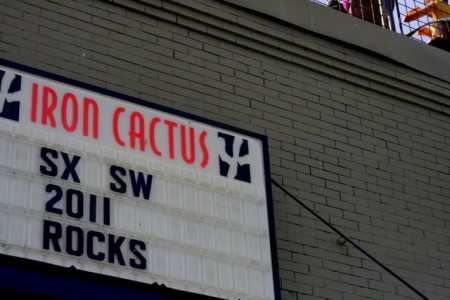 IRON CACTUS
SX SW
2011
ROCKS